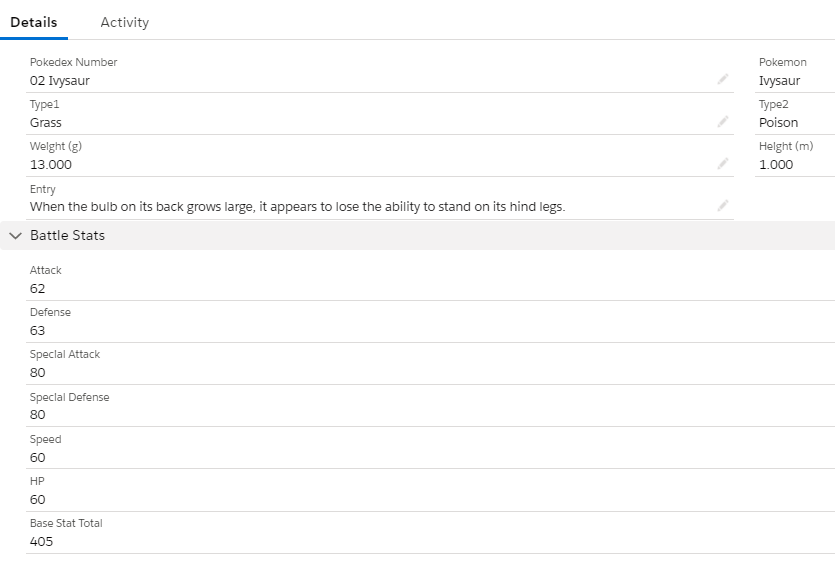 Details Activity
Pokedex Number
02 Ivysaur
Pokemon
Ivysaur
Type1
Grass
Type2
Poison
Weight (g)
13.000
Height (m)
1.000
Entry
When the bulb on its back grows large, it appears to lose the ability to stand on its hind legs.
Battle Stats
Attack
62
Defense
63
Special Attack
80
Special Defense
80
Speed
60
HP
60
Base Stat Total
405